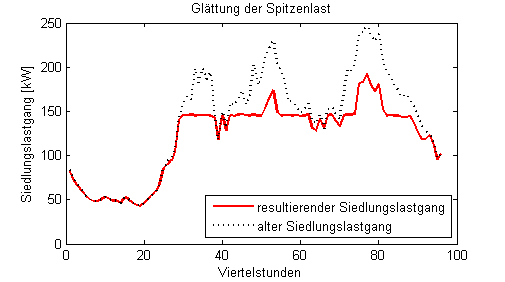 Glättung der Spitzenlast
250
200
150
100
50
0
Siedlungslastgang [kW]
resultierender Siedlungslastgang
alter Siedlungslastgang
0 20 40 60 80 100
Viertelstunden